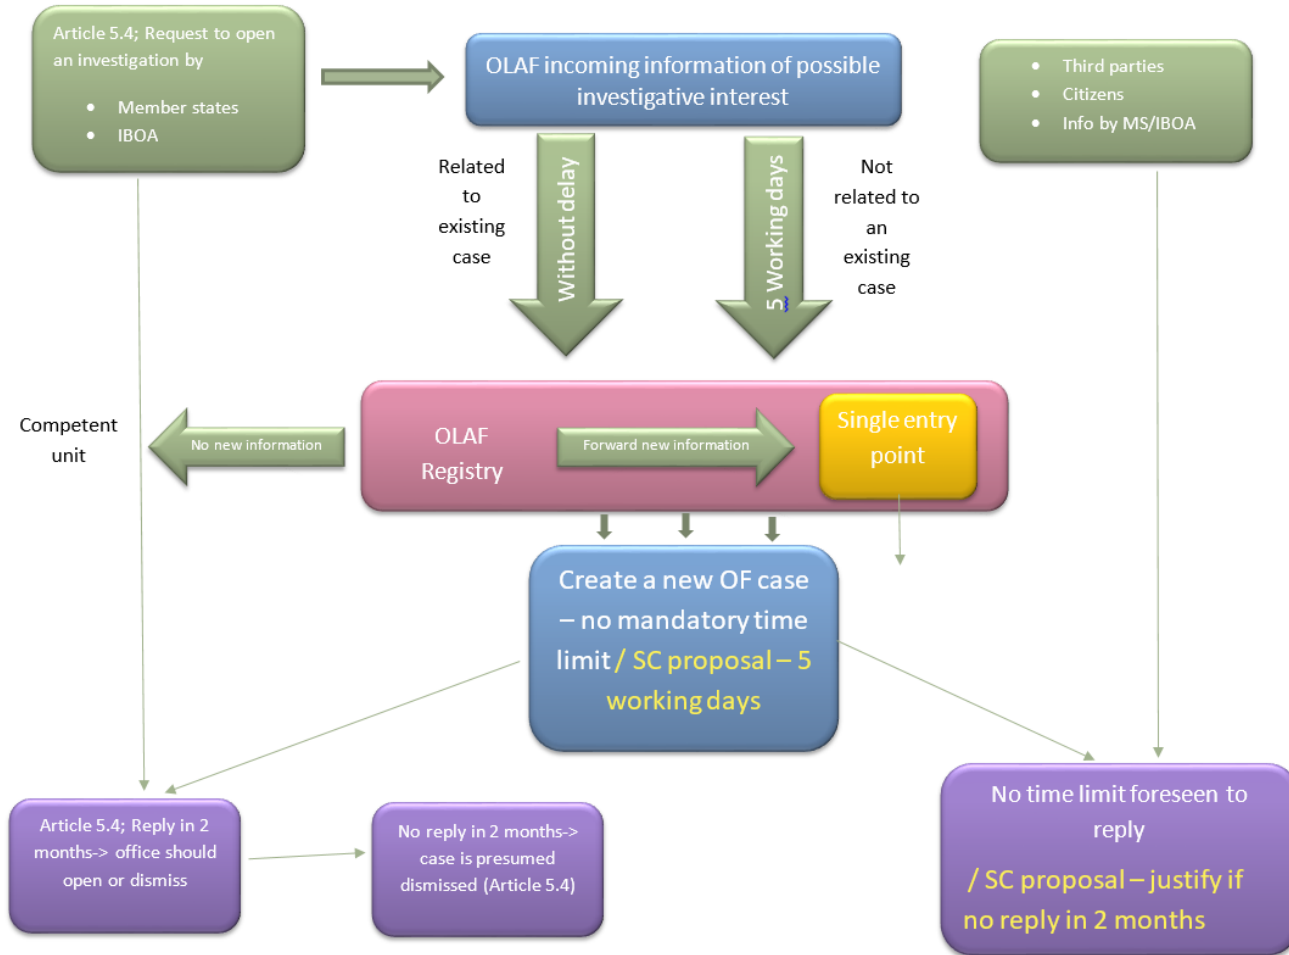 Article 5.4; Request to open
an investigation by
• Member states
• IBOA
OLAF incoming information of possible
investigative interest
• Third parties
• Citizens
• Info by MS/IBOA
Related
to
existing
case
Without delay
5 Working days
Not
related to
an
existing
case
Competent
unit
No new information
OLAF
Registry
Forward new information
Single entry
point
Create a new OF case
– no mandatory time
limit / SC proposal – 5
working days
Article 5.4; Reply in 2
months-> office should
open or dismiss
No reply in 2 months->
case is presumed
dismissed (Article 5.4)
No time limit foreseen to
reply
/ SC proposal – justify if
no reply in 2 months